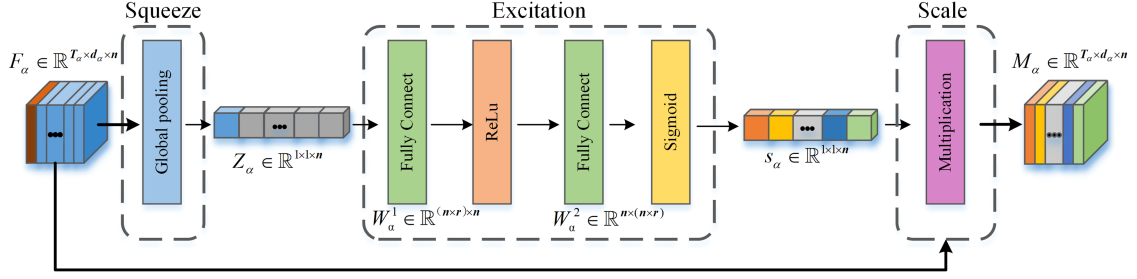 Squeeze
Excitation
Scale
F_α ∈ ℝ^{T_α×d_α×n}
Global pooling
Z_α ∈ ℝ^{1×1×n}
Fully Connect
W_α^1 ∈ ℝ^{(n×r)×n}
ReLu
Fully Connect
W_α^2 ∈ ℝ^{n×(n×r)}
Sigmoid
s_α ∈ ℝ^{1×1×n}
Multiplication
M_α ∈ ℝ^{T_α×d_α×n}